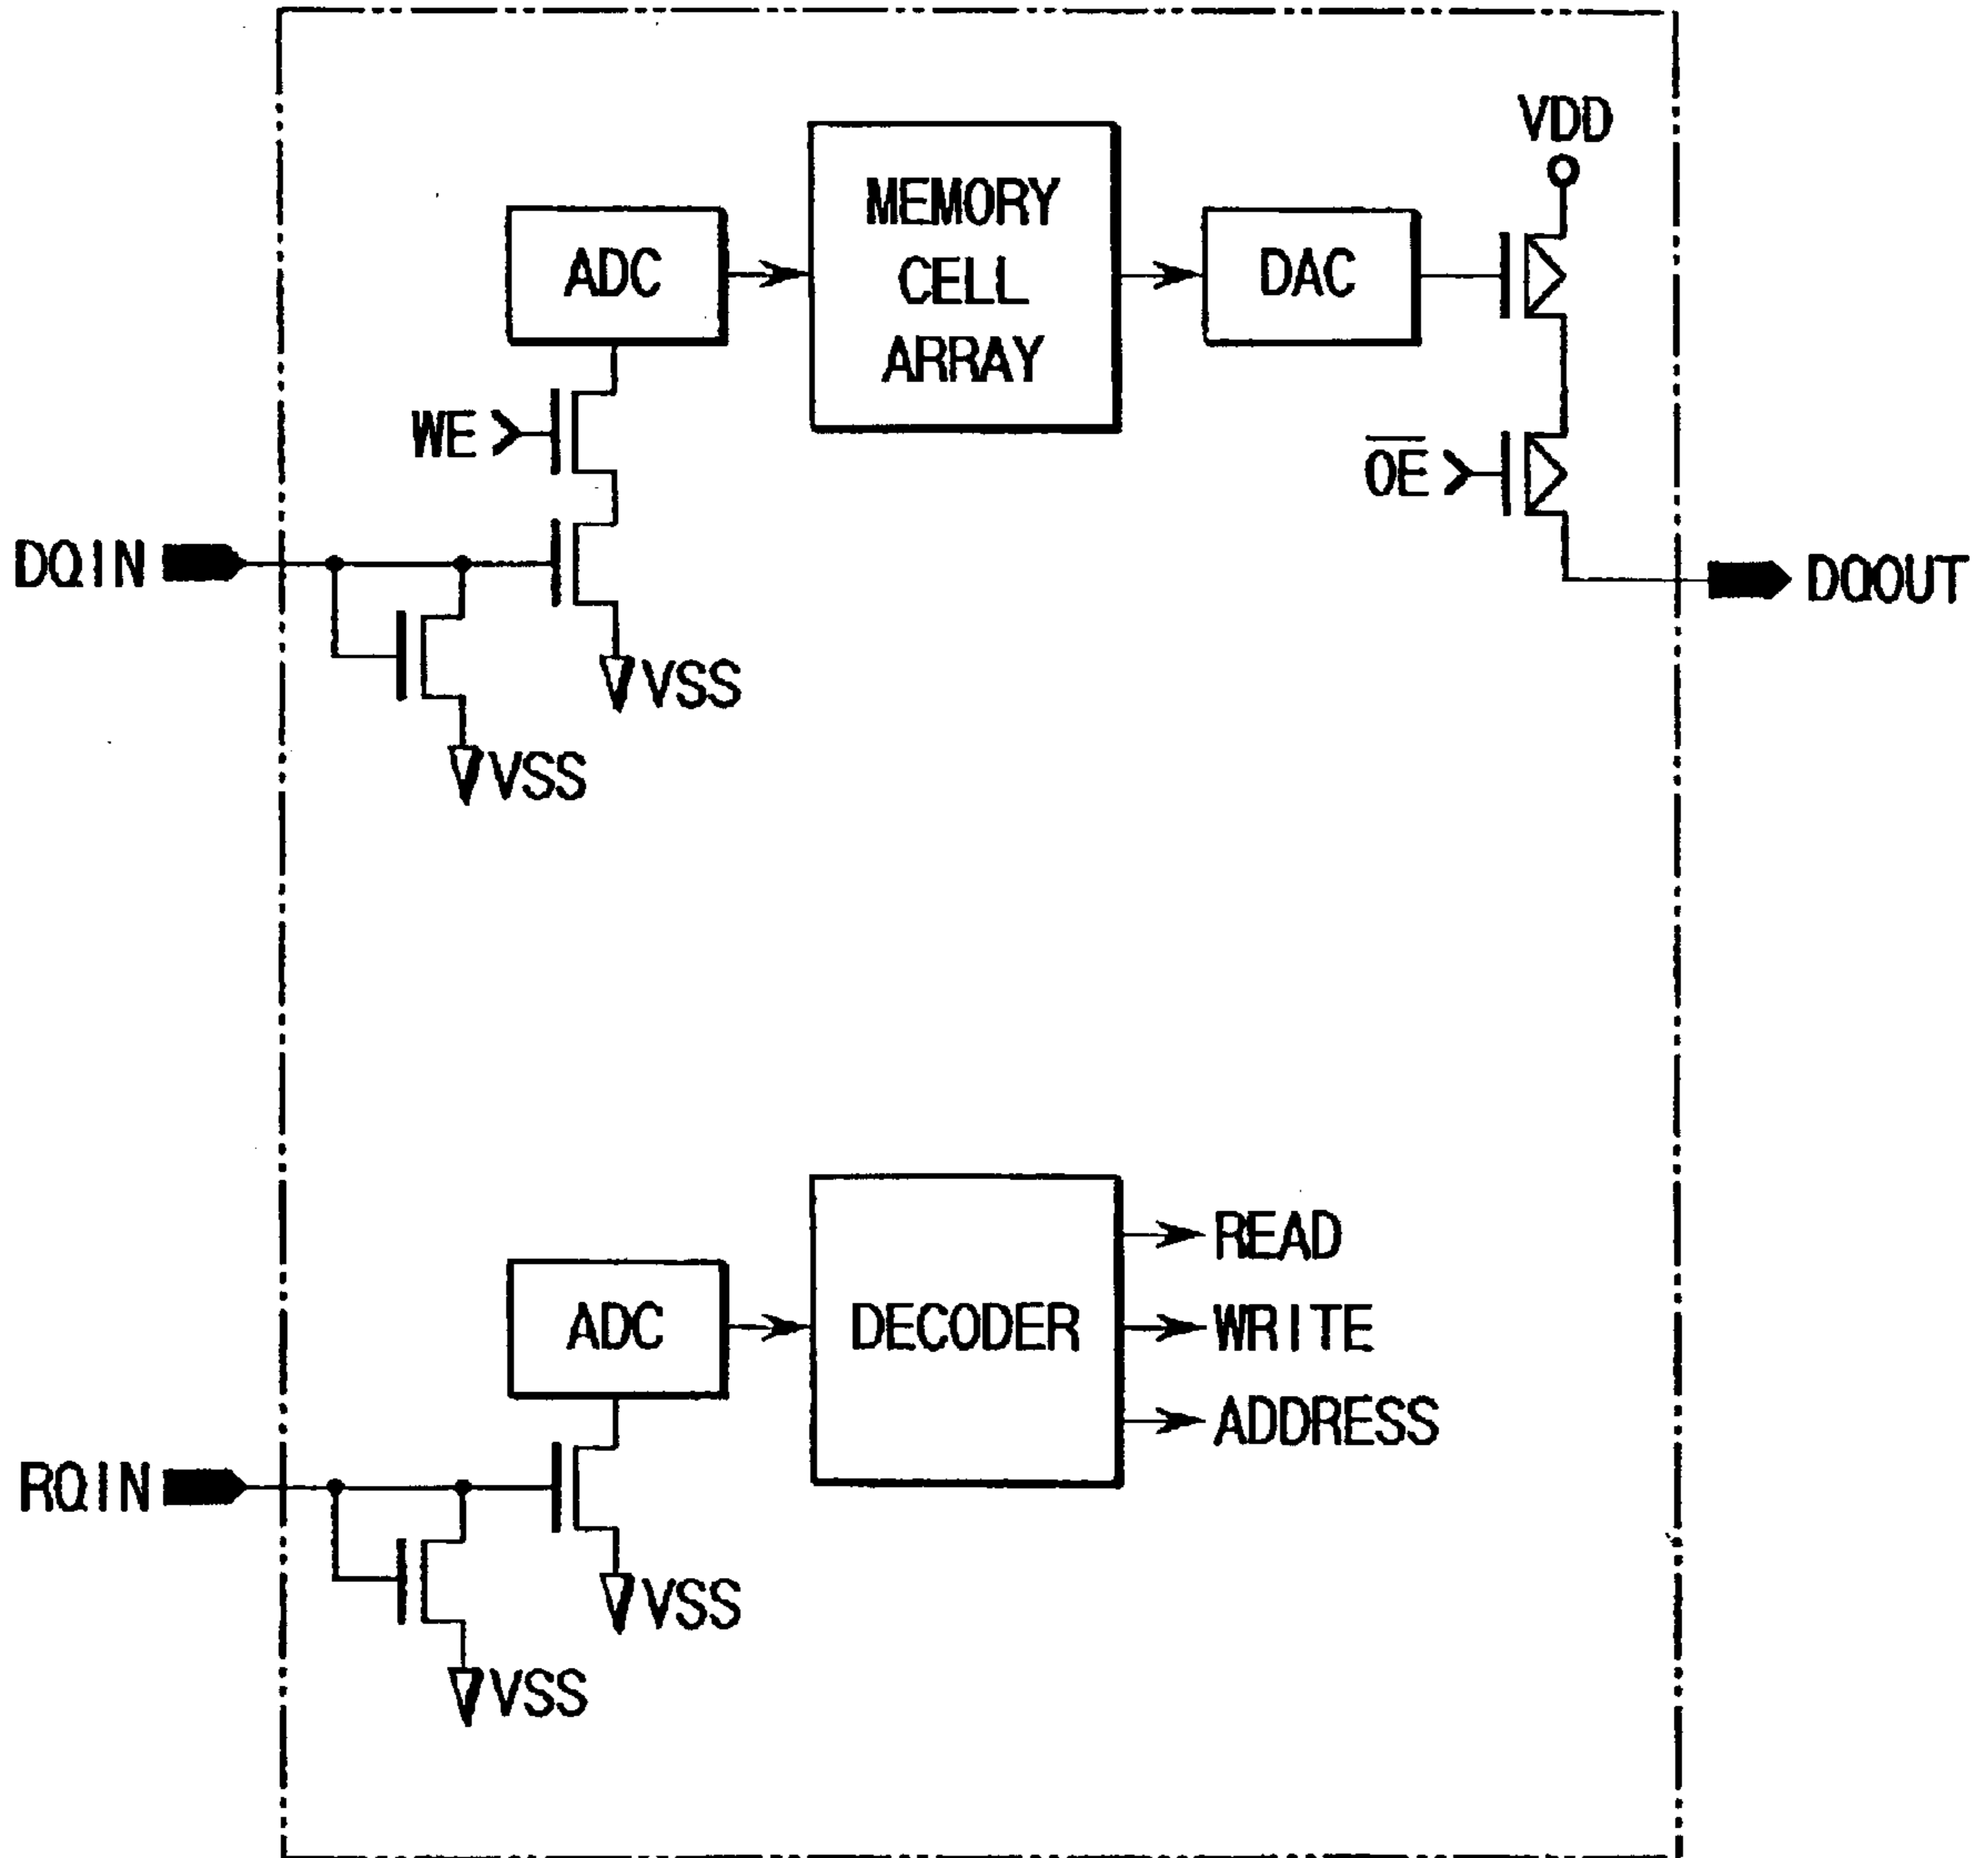 VDD
MEMORY
CELL
ARRAY
ADC
DAC
WE
OE
DQIN
DQOUT
VSS
VSS
READ
ADC
DECODER
WRITE
ADDRESS
RQIN
VSS
VSS